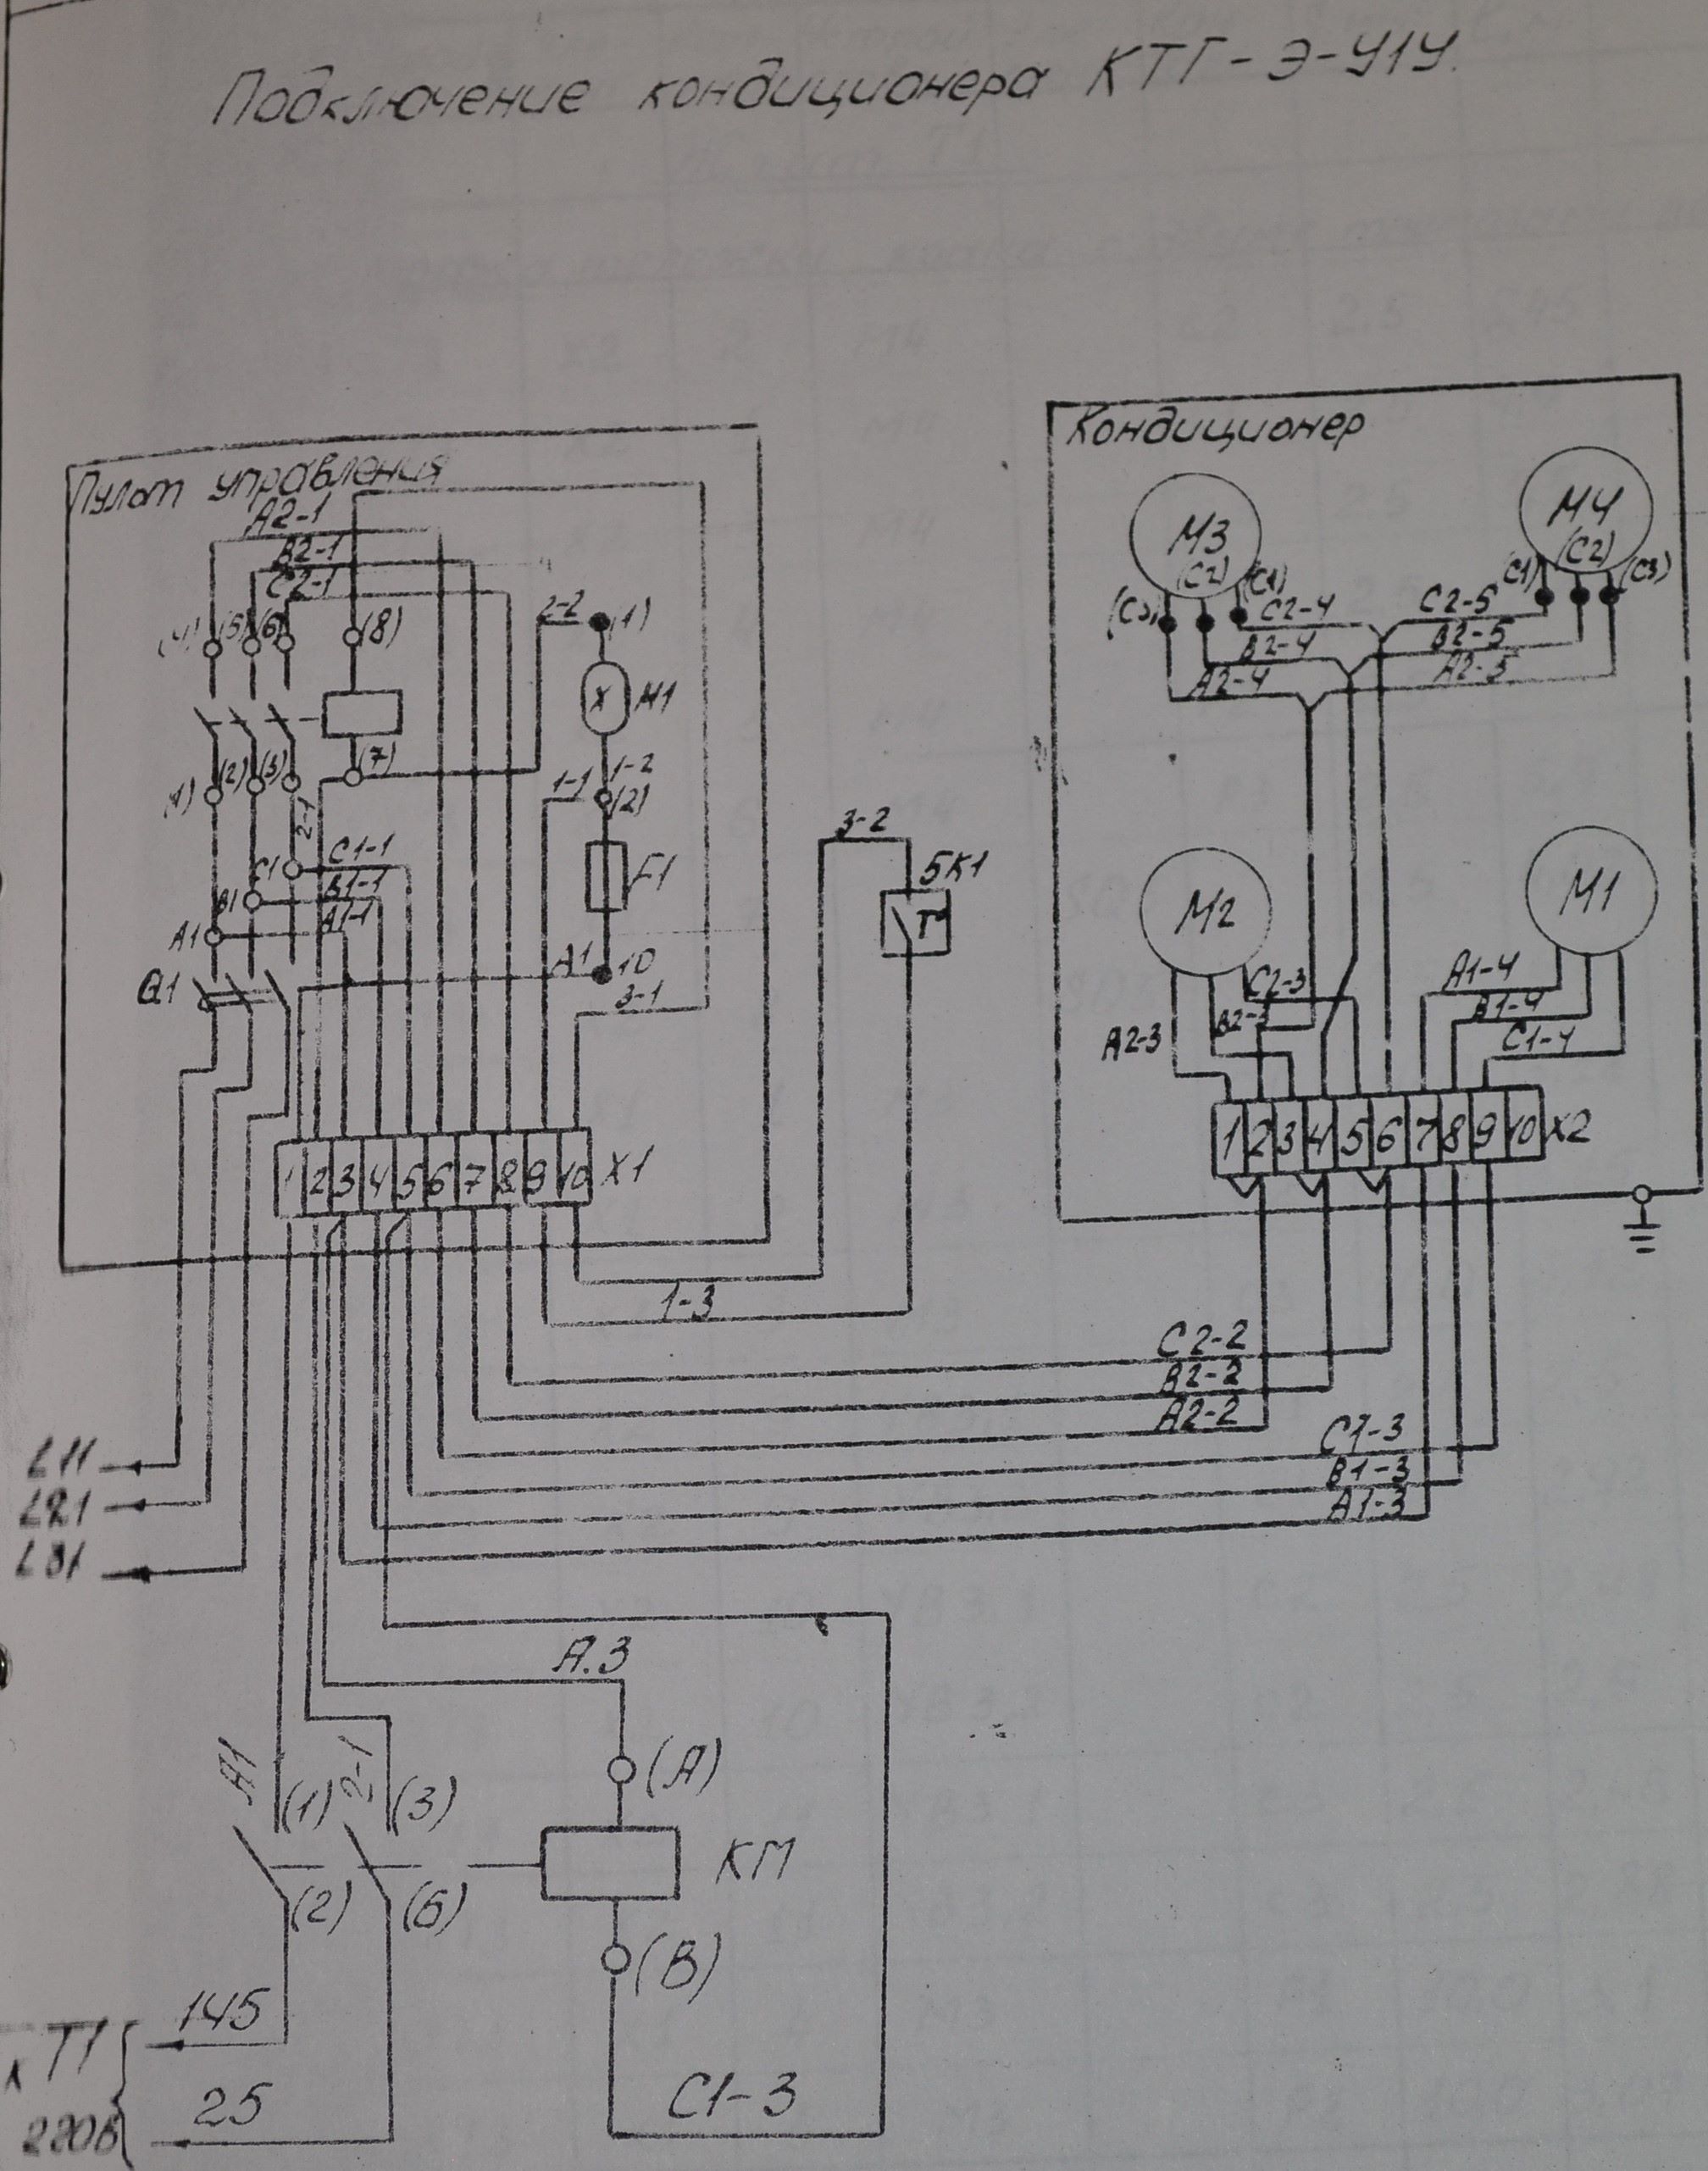 Подключение кондиционера КТГ-Э-У1У.
Пульт управления
А2-1
В2-1
С2-1
(4) (5) (6) (8)
2-2 (1)
Х Н1
(1) (2) (3) (7)
2-1
1-1 1-2
(2)
F1
С1 С1-1
В1 В1-1
А1 А1-1
Q1
А1 10
3-1
1 2 3 4 5 6 7 8 9 10 Х1
3-2
SK1
Т°
1-3
Кондиционер
М3
(С3) (С2) (С1)
М4
(С1) (С2) (С3)
С2-4 С2-5
В2-4 В2-5
А2-4 А2-5
М2
М1
А2-3 В2-3 С2-3
А1-4
В1-4
С1-4
1 2 3 4 5 6 7 8 9 10 Х2
С2-2
В2-2
А2-2
С1-3
В1-3
А1-3
L11
L21
L31
А.3
А1 (1) 2-1 (3)
(А)
КМ
(2) (6)
(В)
145
к Т1
220В
25
С1-3